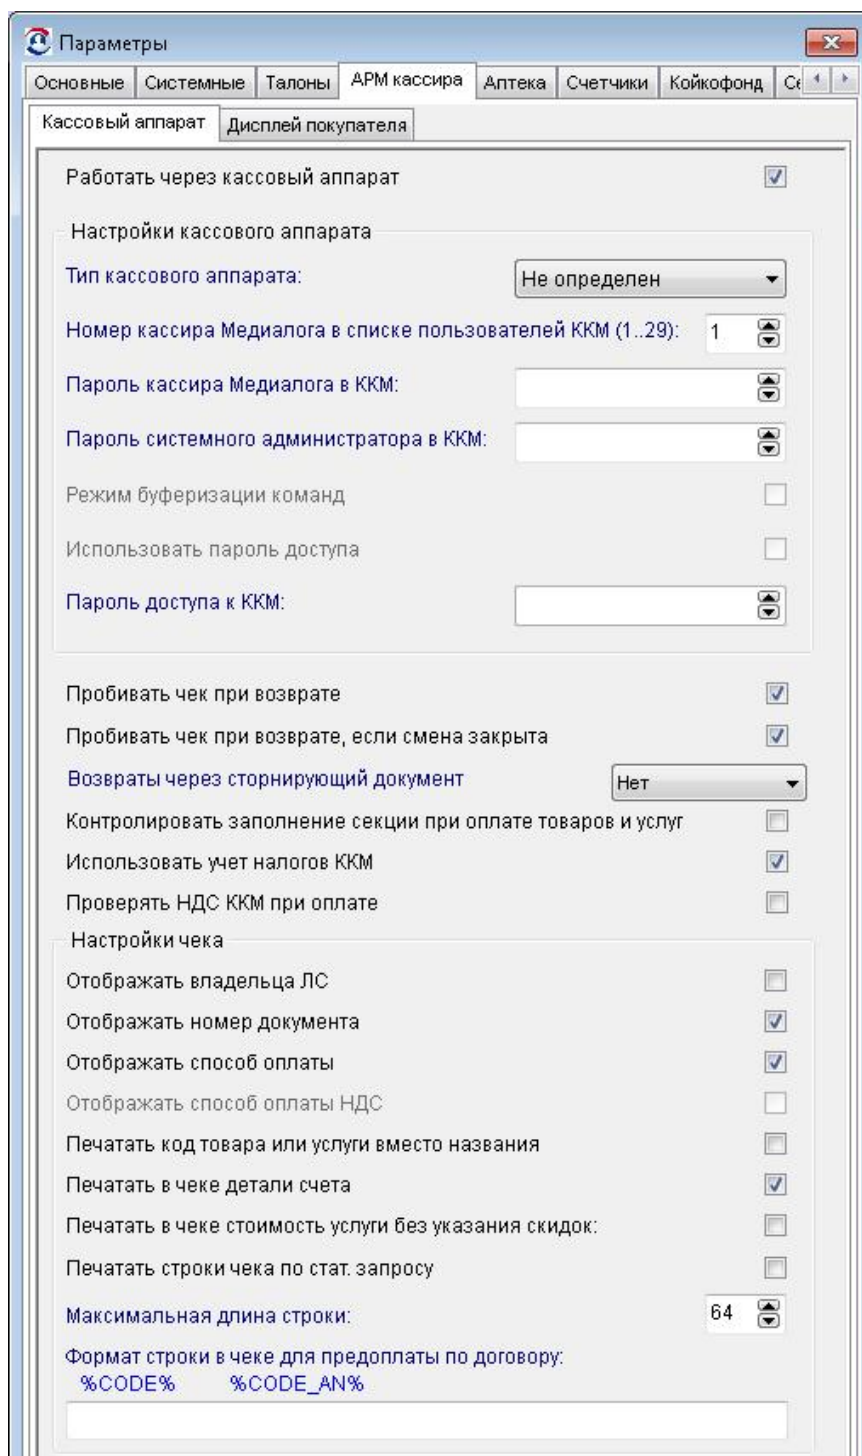 Параметры
Основные Системные Талоны АРМ кассира Аптека Счетчики Койкофонд
Кассовый аппарат Дисплей покупателя
Работать через кассовый аппарат
Настройки кассового аппарата
Тип кассового аппарата: Не определен
Номер кассира Медиалога в списке пользователей ККМ (1..29): 1
Пароль кассира Медиалога в ККМ:
Пароль системного администратора в ККМ:
Режим буферизации команд
Использовать пароль доступа
Пароль доступа к ККМ:
Пробивать чек при возврате
Пробивать чек при возврате, если смена закрыта
Возвраты через сторнирующий документ Нет
Контролировать заполнение секции при оплате товаров и услуг
Использовать учет налогов ККМ
Проверять НДС ККМ при оплате
Настройки чека
Отображать владельца ЛС
Отображать номер документа
Отображать способ оплаты
Отображать способ оплаты НДС
Печатать код товара или услуги вместо названия
Печатать в чеке детали счета
Печатать в чеке стоимость услуги без указания скидок:
Печатать строки чека по стат. запросу
Максимальная длина строки: 64
Формат строки в чеке для предоплаты по договору:
%CODE% %CODE_AN%